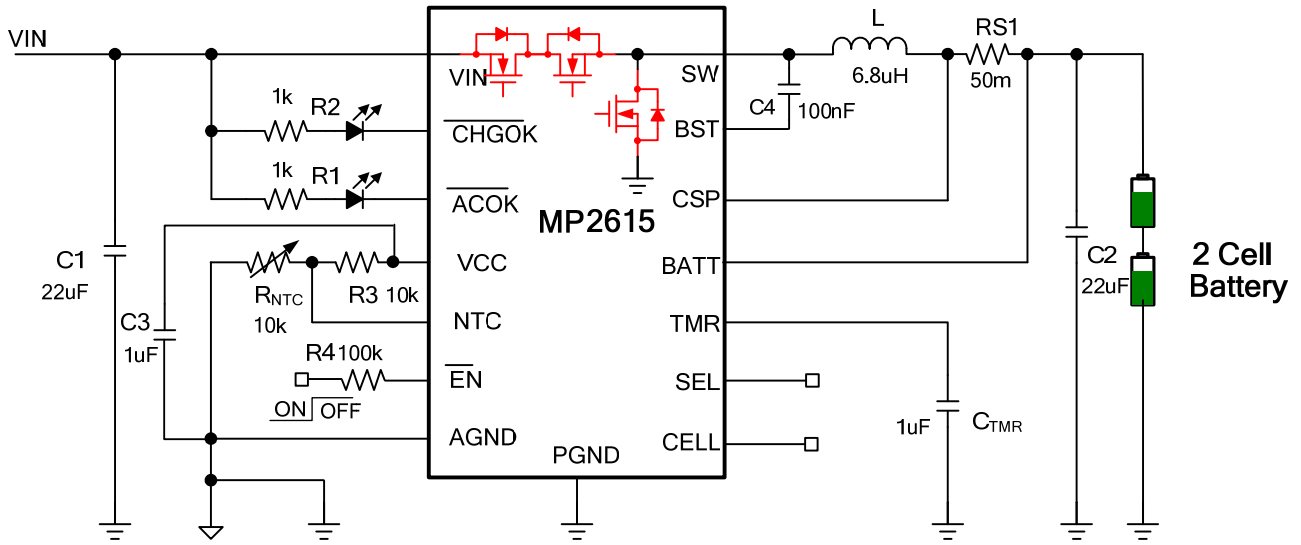 VIN
1k
R2
1k
R1
C1
22uF
C3
1uF
RNTC
10k
R3 10k
R4 100k
ON OFF
VIN
CHGOK
ACOK
VCC
NTC
EN
AGND
MP2615
PGND
SW
BST
CSP
BATT
TMR
SEL
CELL
C4
100nF
L
6.8uH
RS1
50m
C2
22uF
1uF
CTMR
2 Cell
Battery